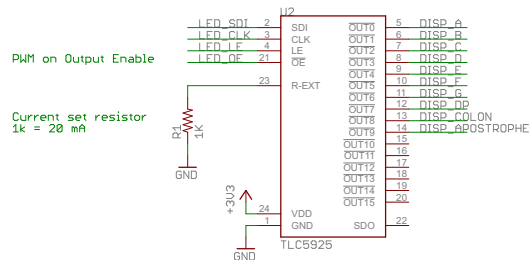 U2
LED_SDI 2 SDI OUT0 5 DISP_A
LED_CLK 3 CLK OUT1 6 DISP_B
LED_LE 4 LE OUT2 7 DISP_C
LED_OE 21 OE OUT3 8 DISP_D
PWM on Output Enable
OUT4 9 DISP_E
23 R-EXT OUT5 10 DISP_F
OUT6 11 DISP_G
OUT7 12 DISP_DP
Current set resistor
1k = 20 mA
R1
1K
OUT8 13 DISP_COLON
OUT9 14 DISP_APOSTROPHE
OUT10 15
OUT11 16
OUT12 17
OUT13 18
OUT14 19
OUT15 20
GND
+3V3
24 VDD
1 GND SDO 22
GND
TLC5925